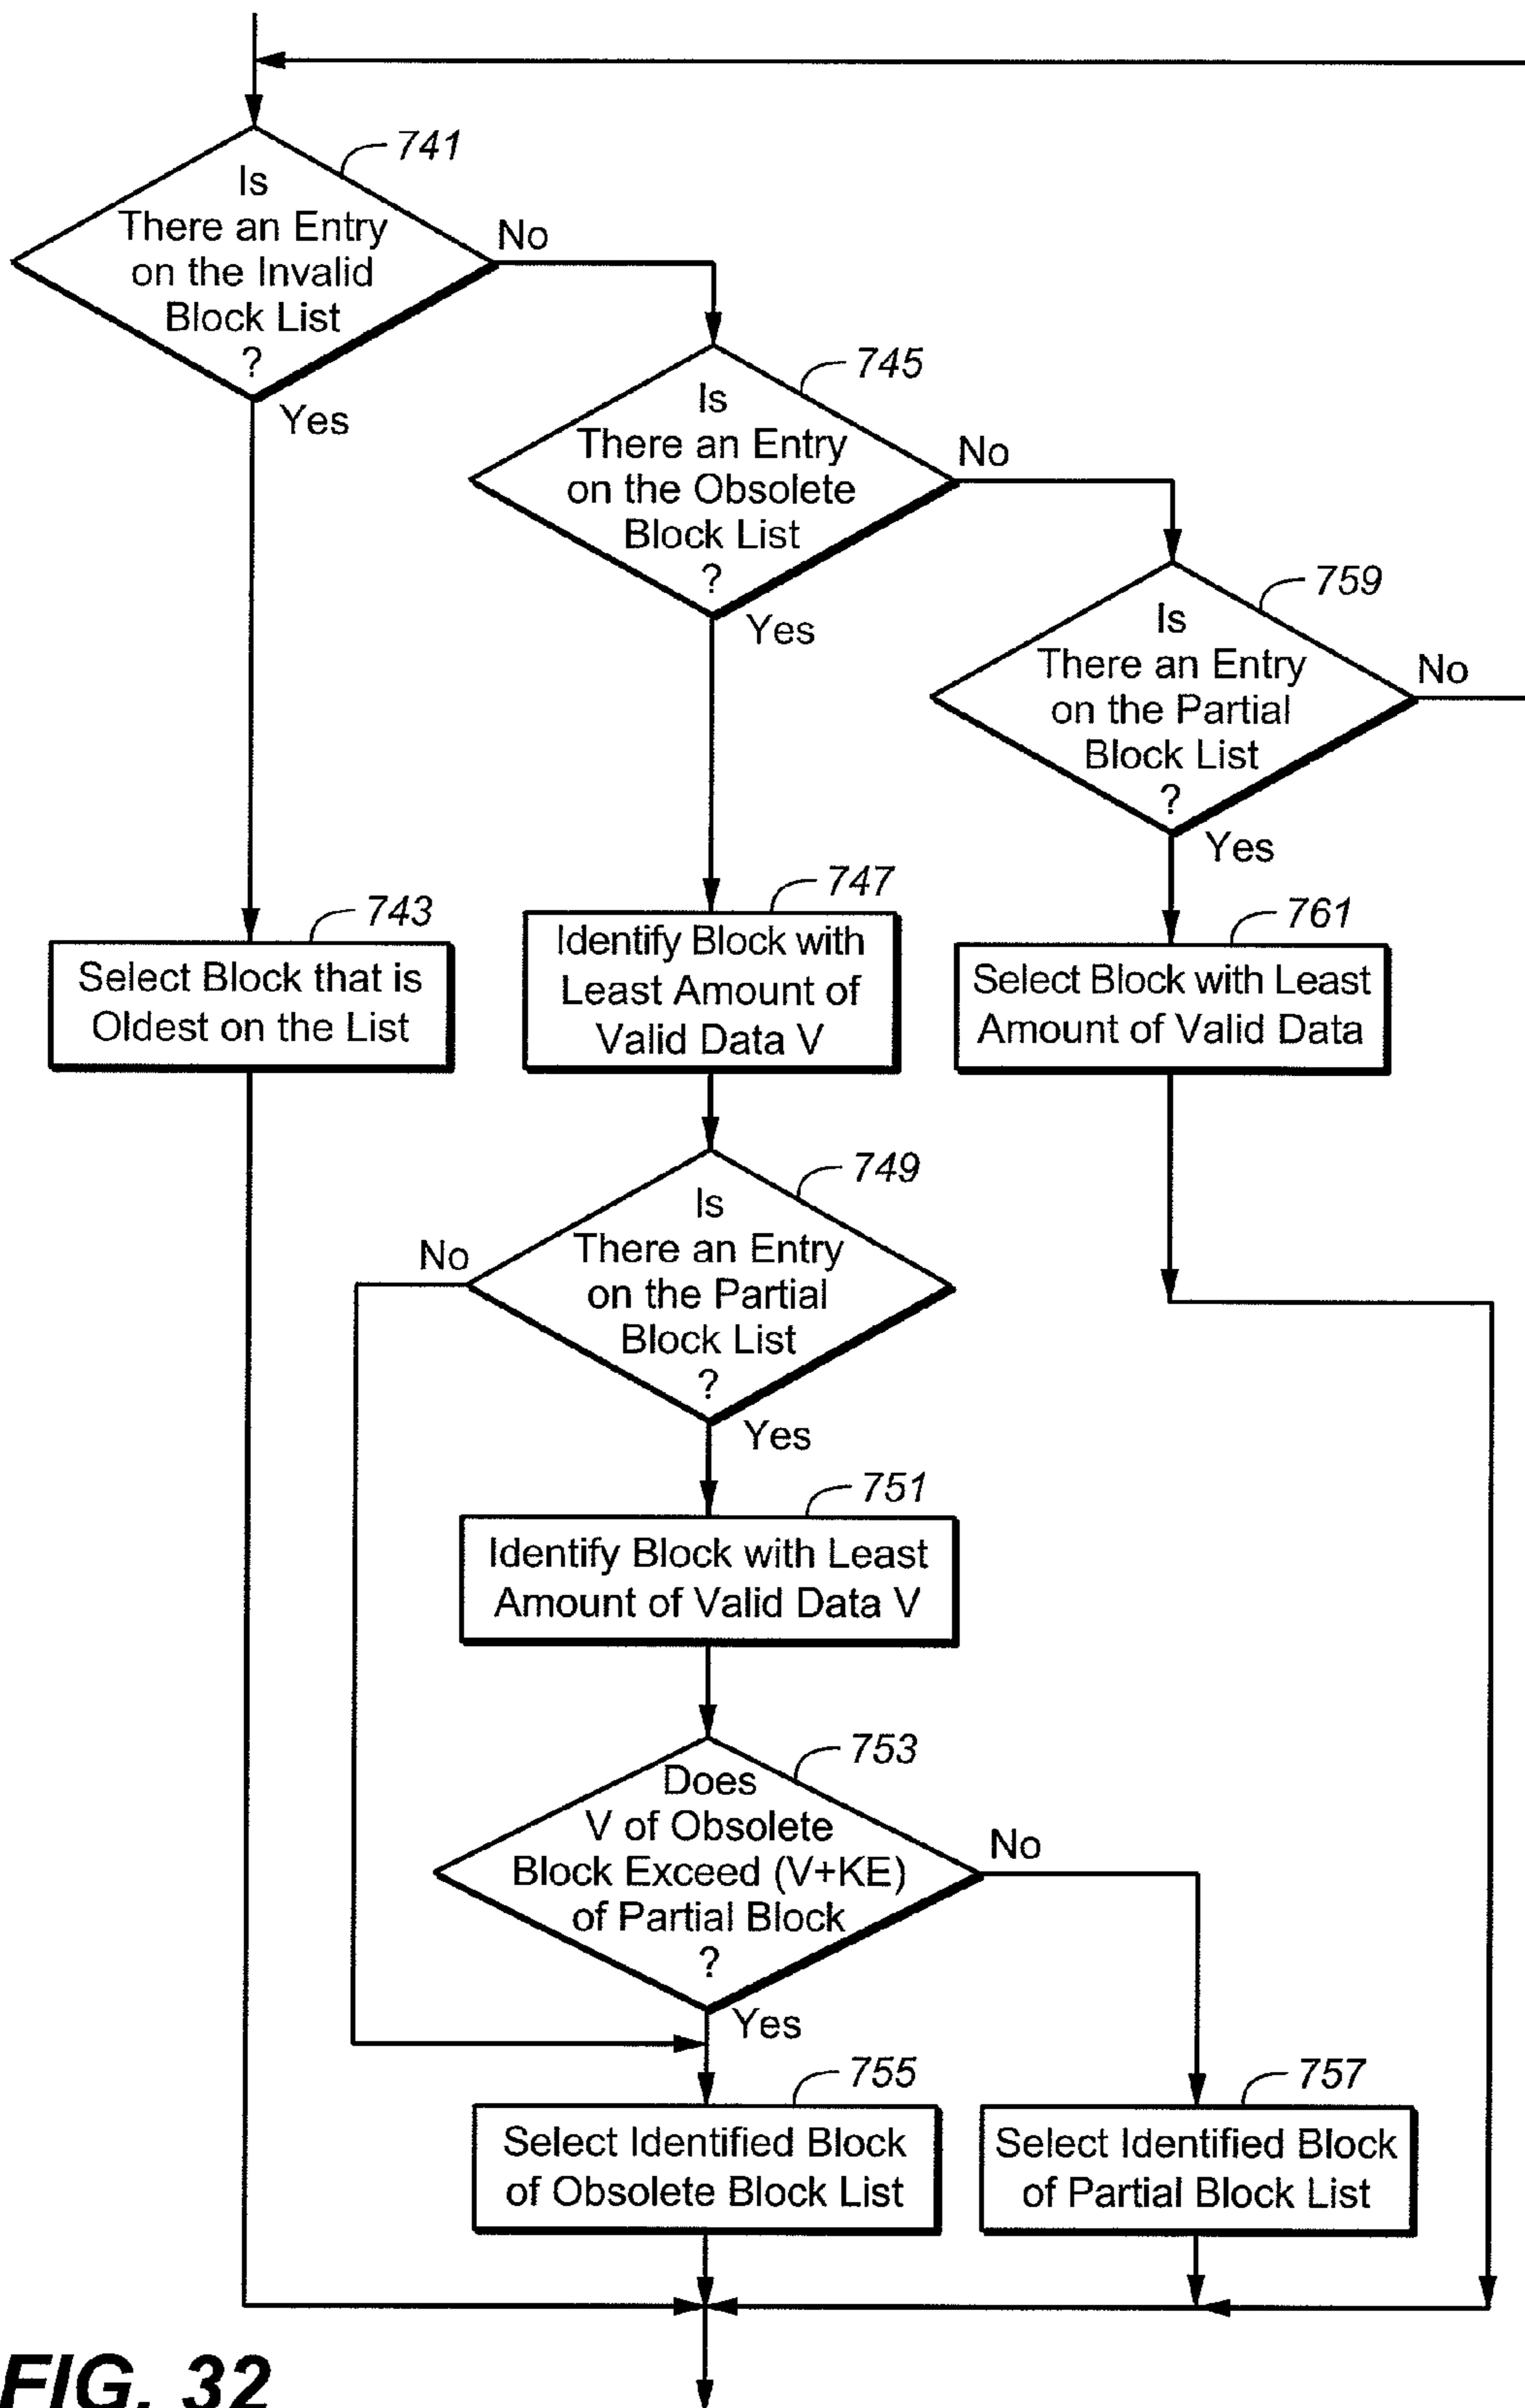 741
Is
There an Entry
on the Invalid
Block List
?
No
Yes
745
Is
There an Entry
on the Obsolete
Block List
?
No
Yes
759
Is
There an Entry
on the Partial
Block List
?
No
Yes
743
Select Block that is
Oldest on the List
747
Identify Block with
Least Amount of
Valid Data V
761
Select Block with Least
Amount of Valid Data
749
Is
There an Entry
on the Partial
Block List
?
No
Yes
751
Identify Block with Least
Amount of Valid Data V
753
Does
V of Obsolete
Block Exceed (V+KE)
of Partial Block
?
No
Yes
755
Select Identified Block
of Obsolete Block List
757
Select Identified Block
of Partial Block List
FIG. 32